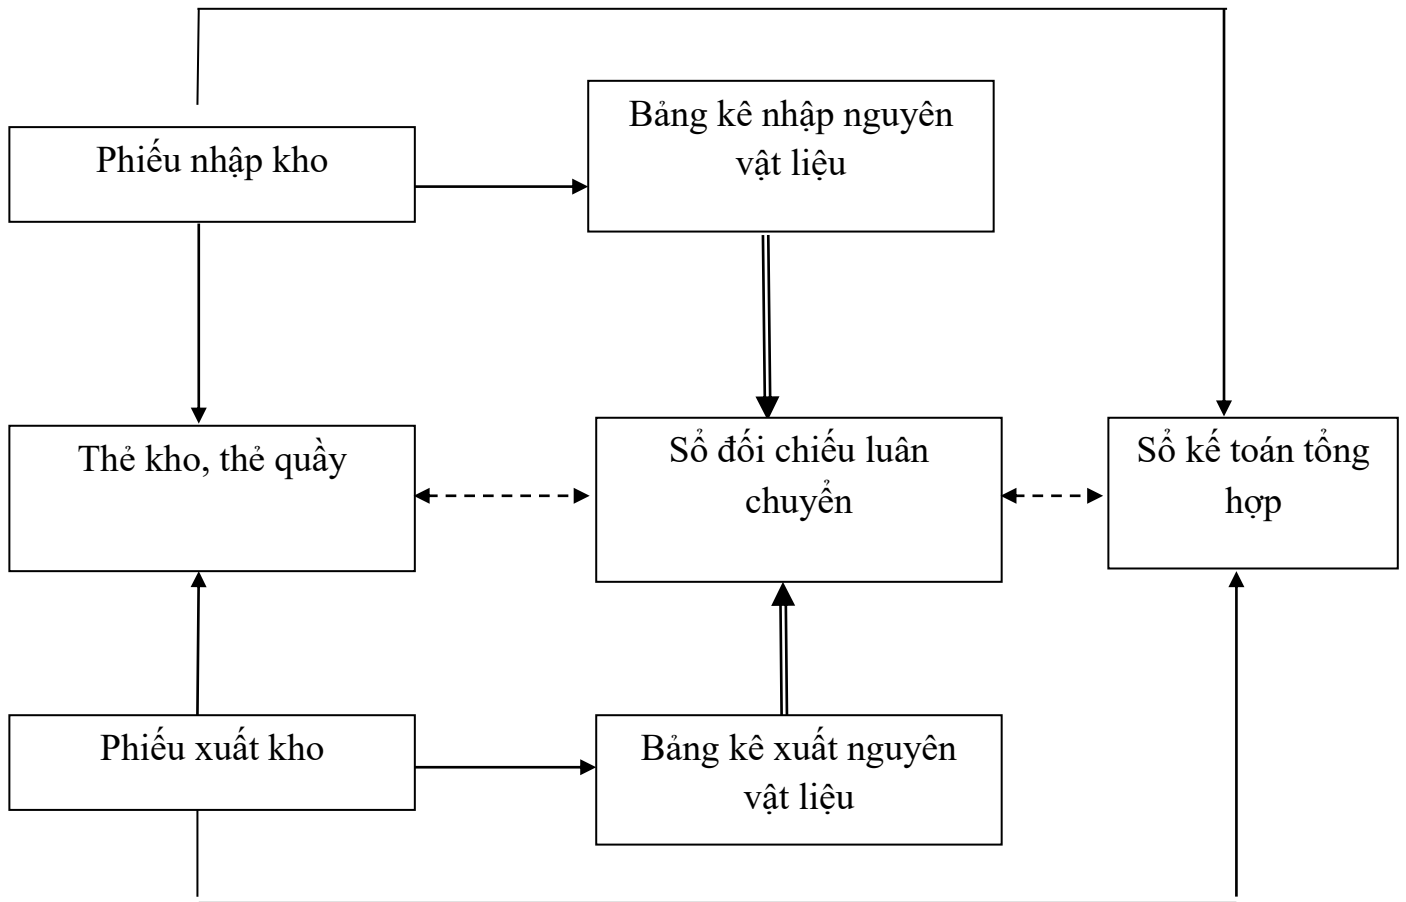 Bảng kê nhập nguyên
vật liệu
Phiếu nhập kho
Thẻ kho, thẻ quầy
Sổ đối chiếu luân
chuyển
Sổ kế toán tổng
hợp
Phiếu xuất kho
Bảng kê xuất nguyên
vật liệu